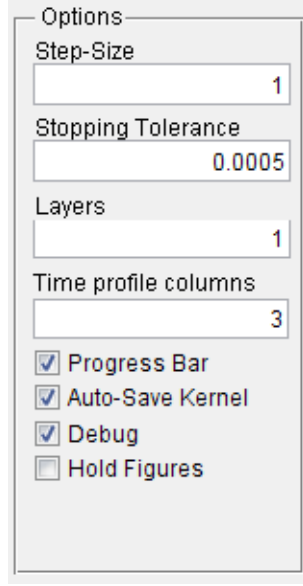 Options
Step-Size
1
Stopping Tolerance
0.0005
Layers
1
Time profile columns
3
Progress Bar
Auto-Save Kernel
Debug
Hold Figures